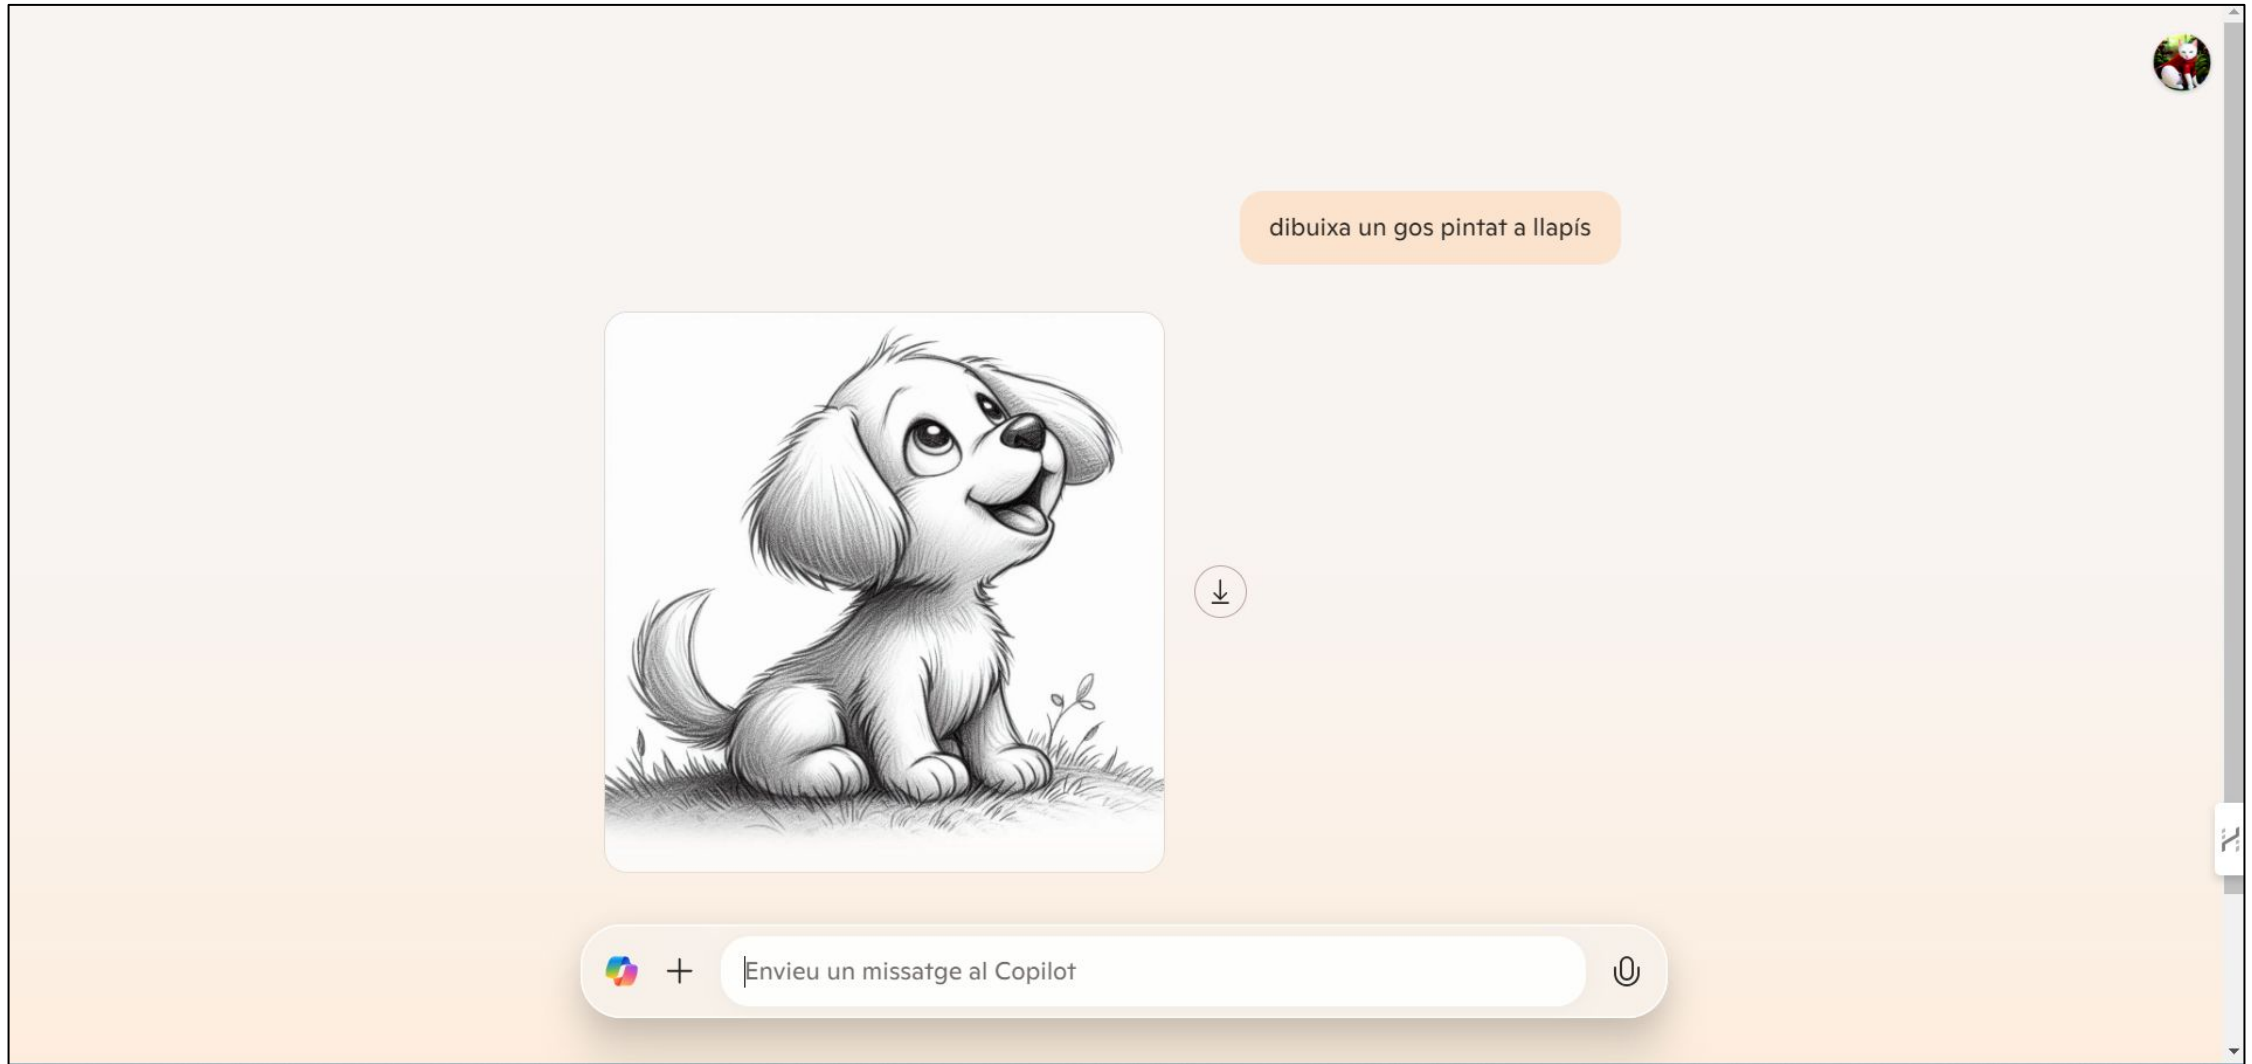 dibuixa un gos pintat a llapís
Envieu un missatge al Copilot